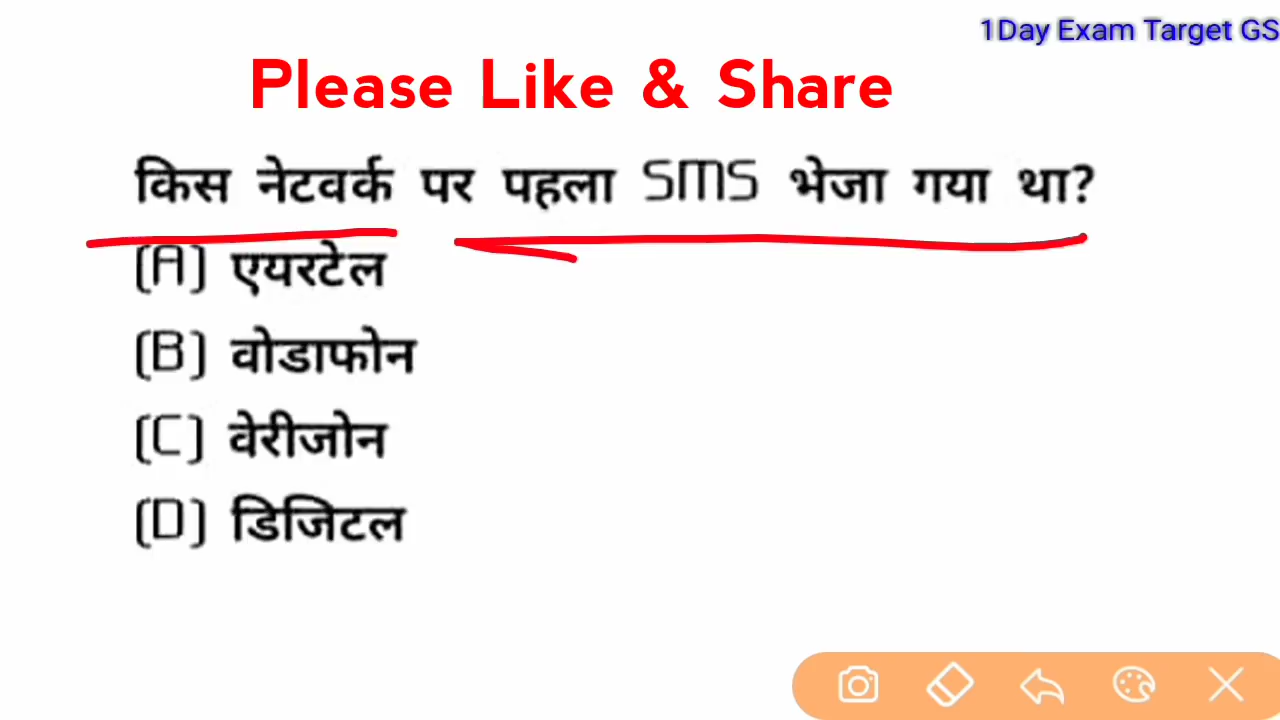 1Day Exam Target GS
Please Like & Share
किस नेटवर्क पर पहला SMS भेजा गया था?
(A) एयरटेल
(B) वोडाफोन
(C) वेरीजोन
(D) डिजिटल